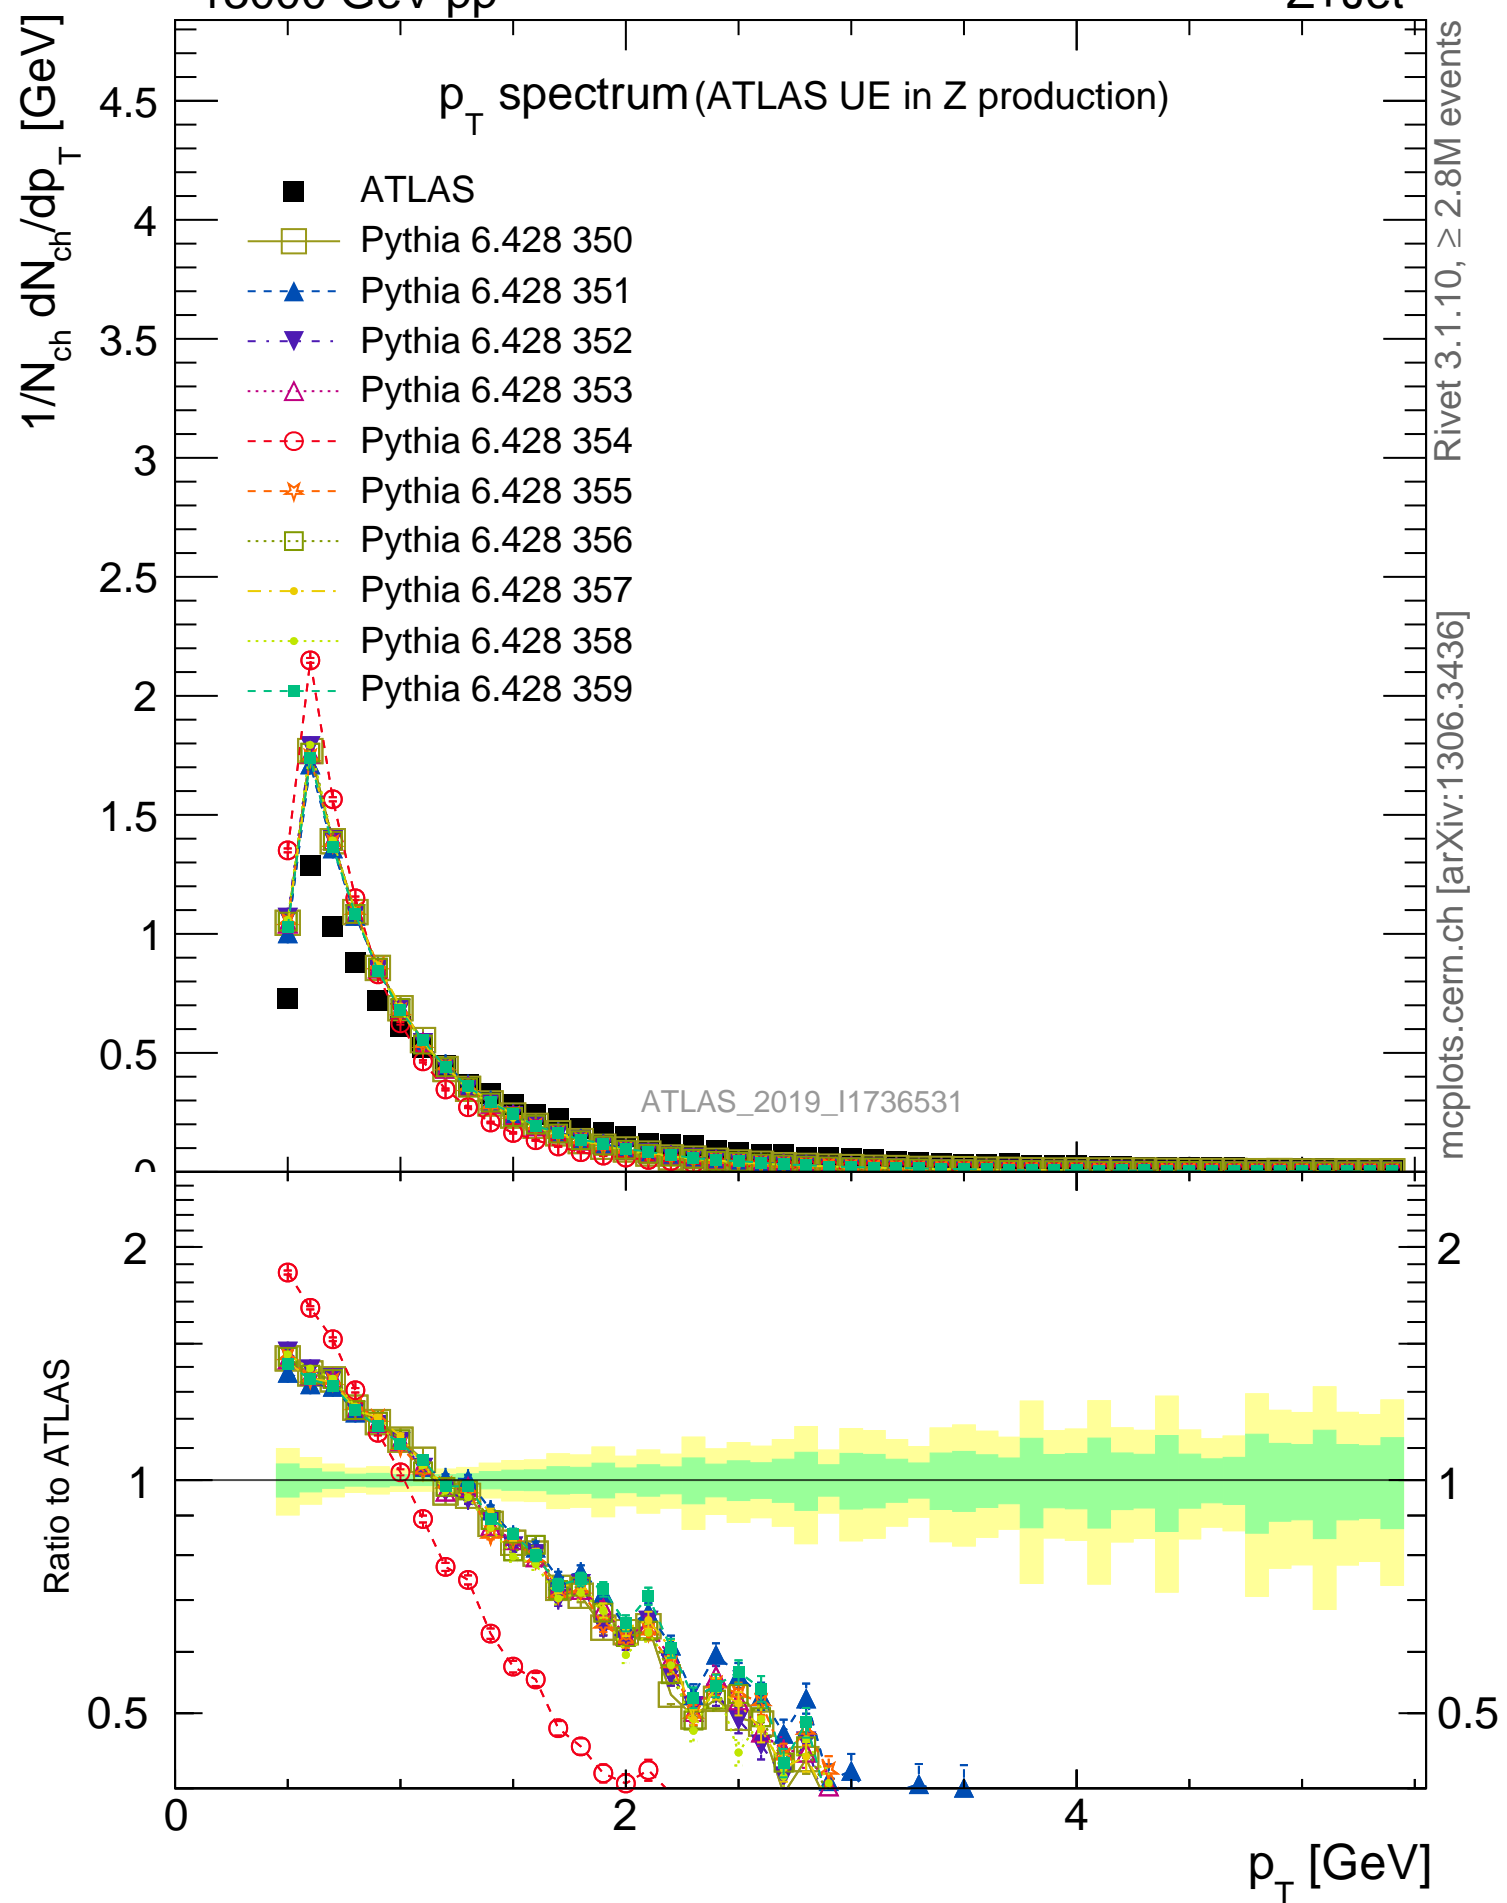 13000 GeV pp
Z+Jet
1/N_ch dN_ch/dp_T [GeV]
p_T spectrum (ATLAS UE in Z production)
ATLAS
Pythia 6.428 350
Pythia 6.428 351
Pythia 6.428 352
Pythia 6.428 353
Pythia 6.428 354
Pythia 6.428 355
Pythia 6.428 356
Pythia 6.428 357
Pythia 6.428 358
Pythia 6.428 359
4.5
4
3.5
3
2.5
2
1.5
1
0.5
0
ATLAS_2019_I1736531
Rivet 3.1.10, ≥ 2.8M events
mcplots.cern.ch [arXiv:1306.3436]
Ratio to ATLAS
2
1
0.5
2
1
0.5
0
2
4
p_T [GeV]